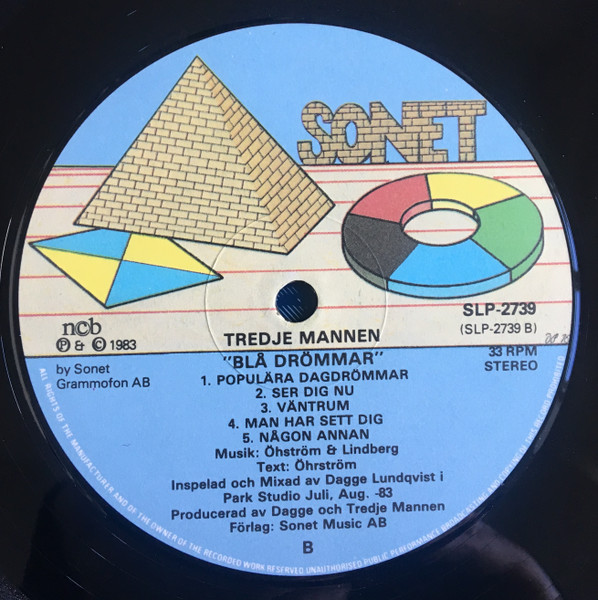 SONET
SLP-2739
(SLP-2739 B)
33 RPM
STEREO
ncb
Ⓟ & © 1983
by Sonet
Grammofon AB
TREDJE MANNEN
"BLÅ DRÖMMAR"
1. POPULÄRA DAGDRÖMMAR
2. SER DIG NU
3. VÄNTRUM
4. MAN HAR SETT DIG
5. NÅGON ANNAN
Musik: Öhström & Lindberg
Text: Öhrström
Inspelad och Mixad av Dagge Lundqvist i
Park Studio Juli, Aug. -83
Producerad av Dagge och Tredje Mannen
Förlag: Sonet Music AB
B
ALL RIGHTS OF THE MANUFACTURER AND OF THE OWNER OF THE RECORDED WORK RESERVED UNAUTHORISED PUBLIC PERFORMANCE BROADCASTING AND COPYING OF THIS RECORD PROHIBITED